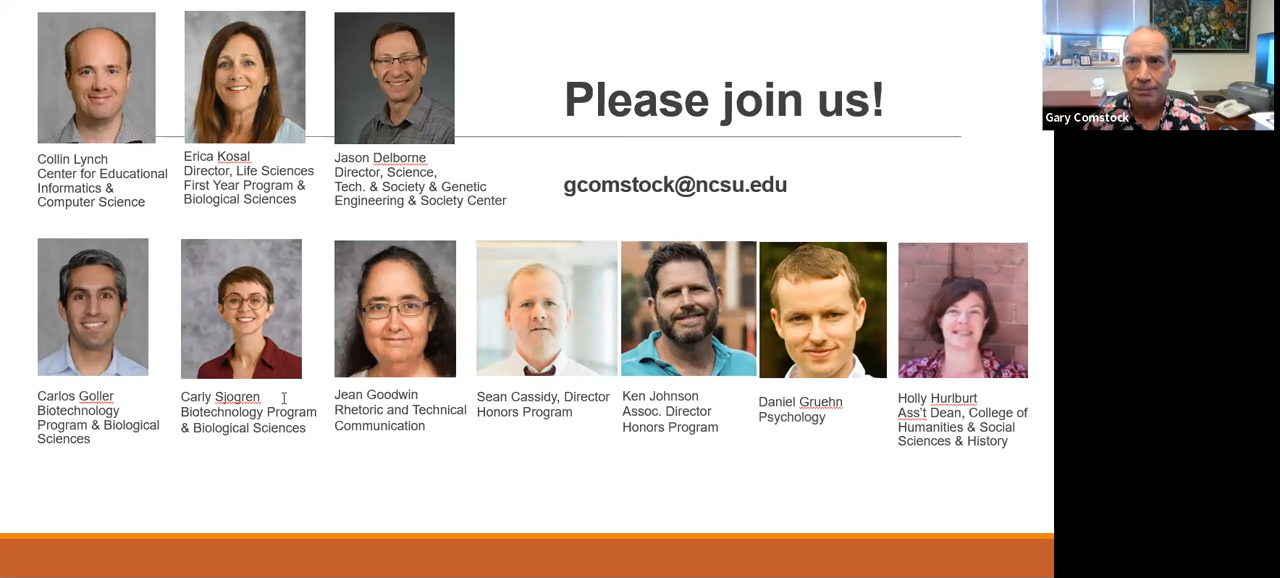 Please join us!
gcomstock@ncsu.edu
Gary Comstock
Collin Lynch
Center for Educational
Informatics &
Computer Science
Erica Kosal
Director, Life Sciences
First Year Program &
Biological Sciences
Jason Delborne
Director, Science,
Tech. & Society & Genetic
Engineering & Society Center
Carlos Goller
Biotechnology
Program & Biological
Sciences
Carly Sjogren
Biotechnology Program
& Biological Sciences
Jean Goodwin
Rhetoric and Technical
Communication
Sean Cassidy, Director
Honors Program
Ken Johnson
Assoc. Director
Honors Program
Daniel Gruehn
Psychology
Holly Hurlburt
Ass't Dean, College of
Humanities & Social
Sciences & History